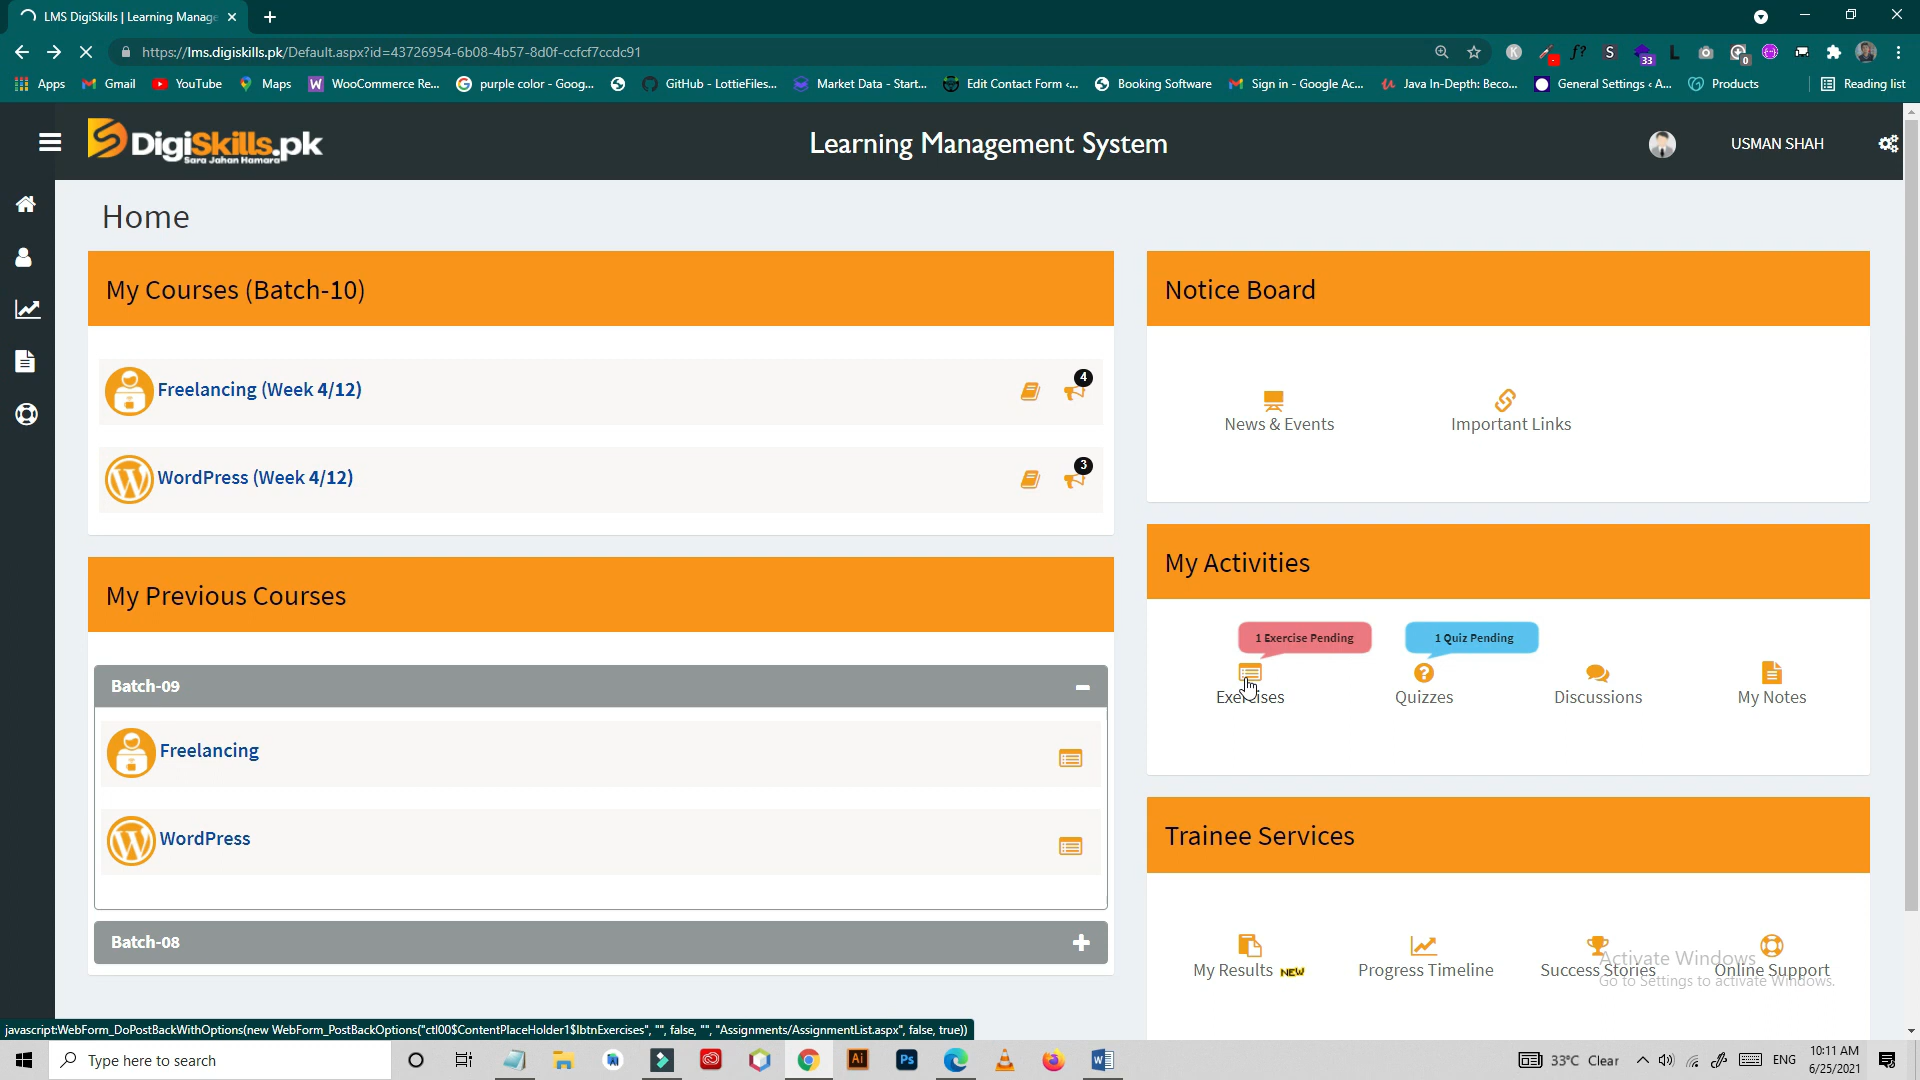 LMS DigiSkills | Learning Manage
https://lms.digiskills.pk/Default.aspx?id=43726954-6b08-4b57-8d0f-ccfcf7ccdc91
33
0
Apps
Gmail
YouTube
Maps
WooCommerce Re...
purple color - Goog...
GitHub - LottieFiles...
Market Data - Start...
Edit Contact Form ‹...
Booking Software
Sign in - Google Ac...
Java In-Depth: Beco...
General Settings ‹ A...
Products
Reading list
DigiSkills.pk
Sara Jahan Hamara
Learning Management System
USMAN SHAH
Home
My Courses (Batch-10)
Freelancing (Week 4/12)
4
WordPress (Week 4/12)
3
My Previous Courses
Batch-09
Freelancing
WordPress
Batch-08
Notice Board
News & Events
Important Links
My Activities
1 Exercise Pending
1 Quiz Pending
Exercises
Quizzes
Discussions
My Notes
Trainee Services
My Results NEW
Progress Timeline
Success Stories
Online Support
Activate Windows
Go to Settings to activate Windows.
javascript:WebForm_DoPostBackWithOptions(new WebForm_PostBackOptions("ctl00$ContentPlaceHolder1$lbtnExercises", "", false, "", "Assignments/AssignmentList.aspx", false, true))
Type here to search
Ai
Ps
33°C Clear
ENG
10:11 AM
6/25/2021